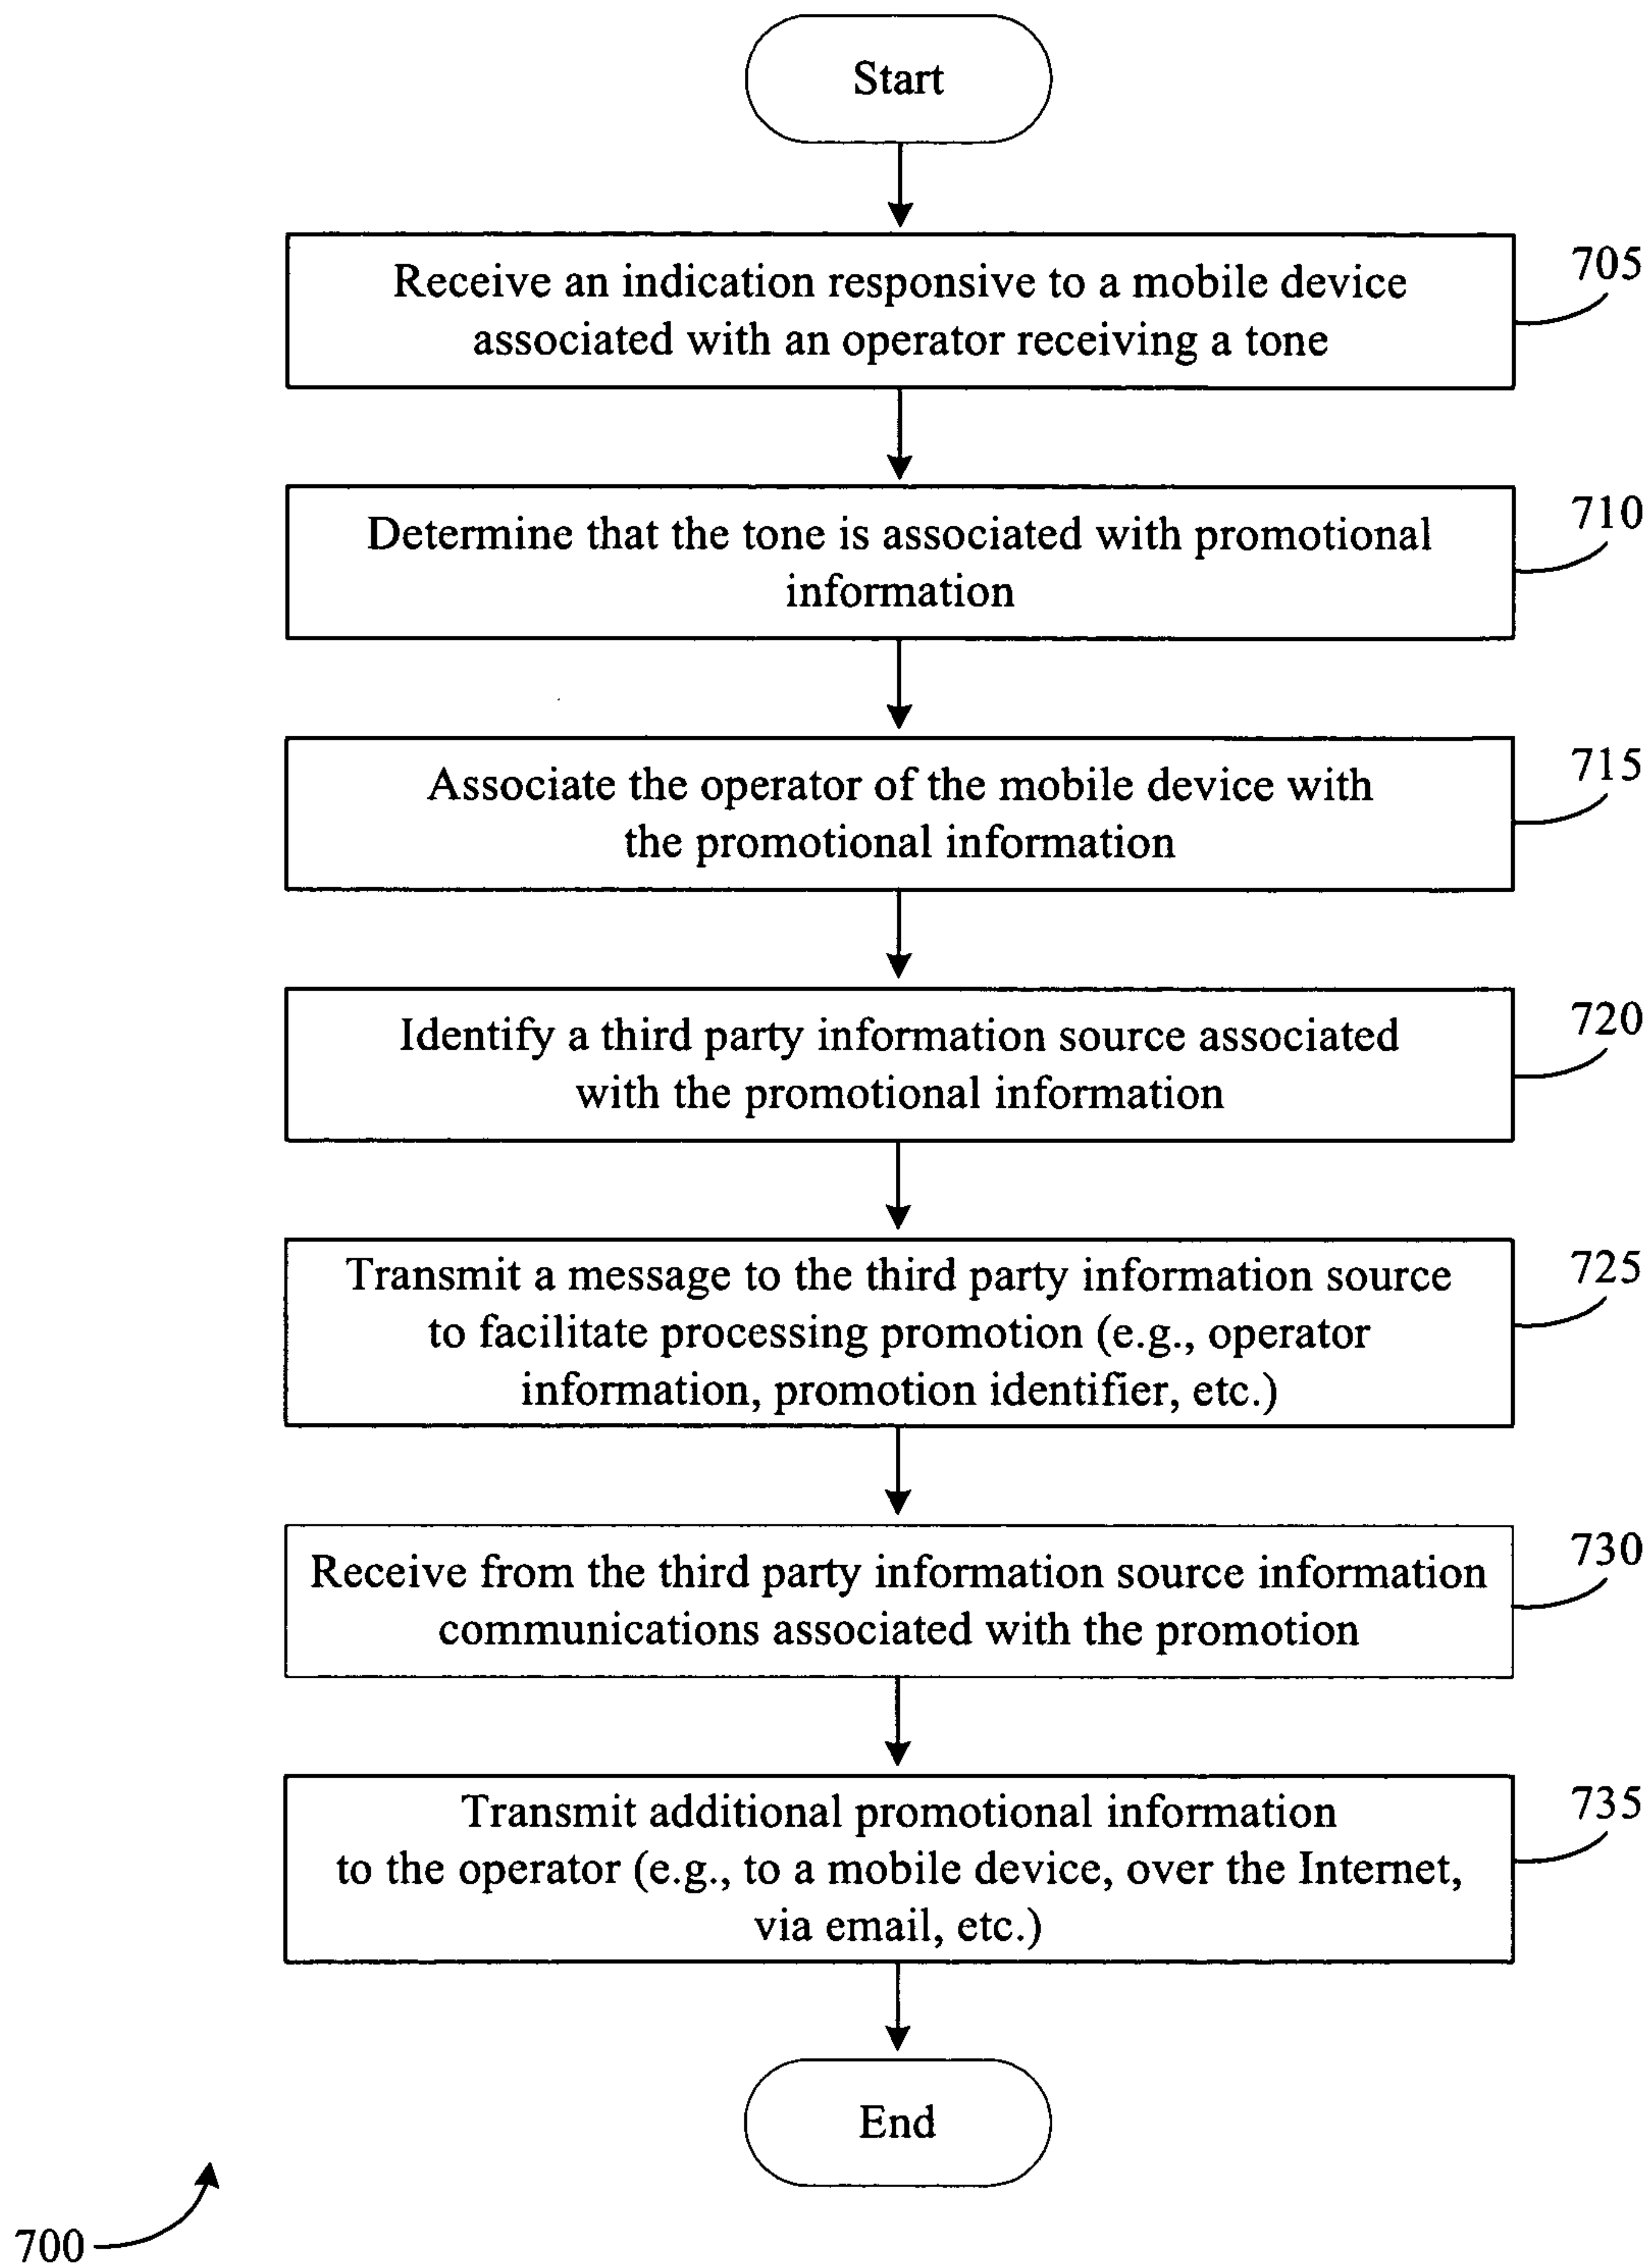 Start
Receive an indication responsive to a mobile device
associated with an operator receiving a tone
705
Determine that the tone is associated with promotional
information
710
Associate the operator of the mobile device with
the promotional information
715
Identify a third party information source associated
with the promotional information
720
Transmit a message to the third party information source
to facilitate processing promotion (e.g., operator
information, promotion identifier, etc.)
725
Receive from the third party information source information
communications associated with the promotion
730
Transmit additional promotional information
to the operator (e.g., to a mobile device, over the Internet,
via email, etc.)
735
End
700